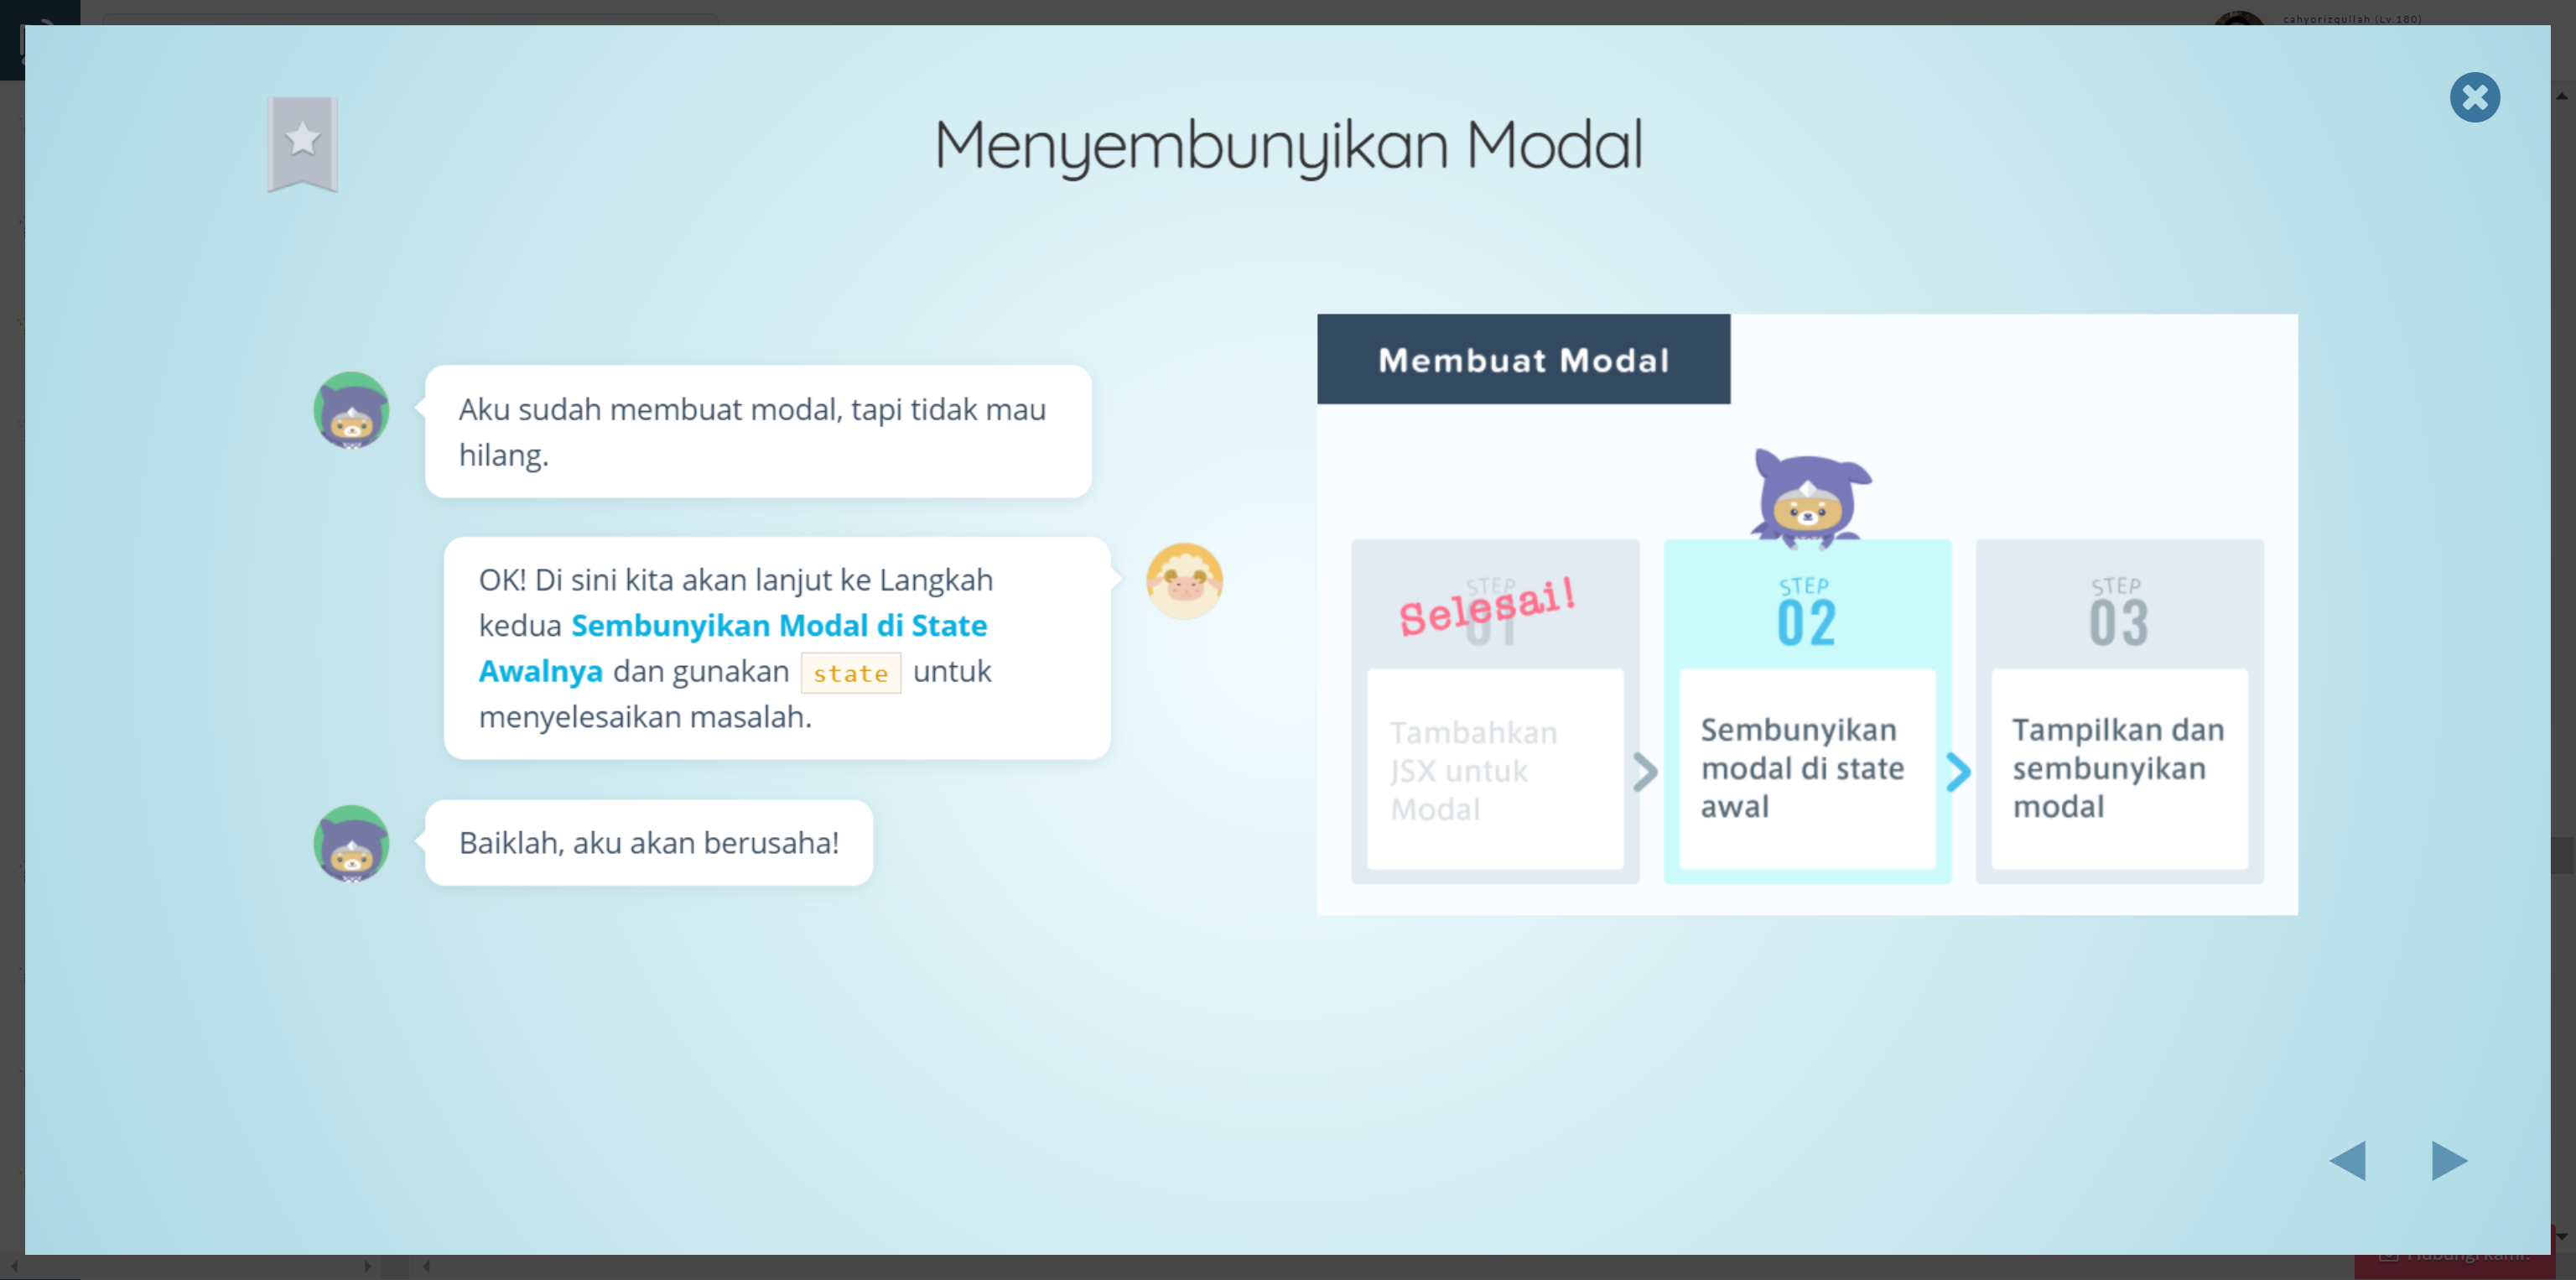 cahyorizqullah (Lv.180)
Menyembunyikan Modal
Aku sudah membuat modal, tapi tidak mau
hilang.
OK! Di sini kita akan lanjut ke Langkah
kedua Sembunyikan Modal di State
Awalnya dan gunakan state untuk
menyelesaikan masalah.
Baiklah, aku akan berusaha!
Membuat Modal
STEP
01
Selesai!
Tambahkan
JSX untuk
Modal
STEP
02
Sembunyikan
modal di state
awal
STEP
03
Tampilkan dan
sembunyikan
modal
Hubungi kami!